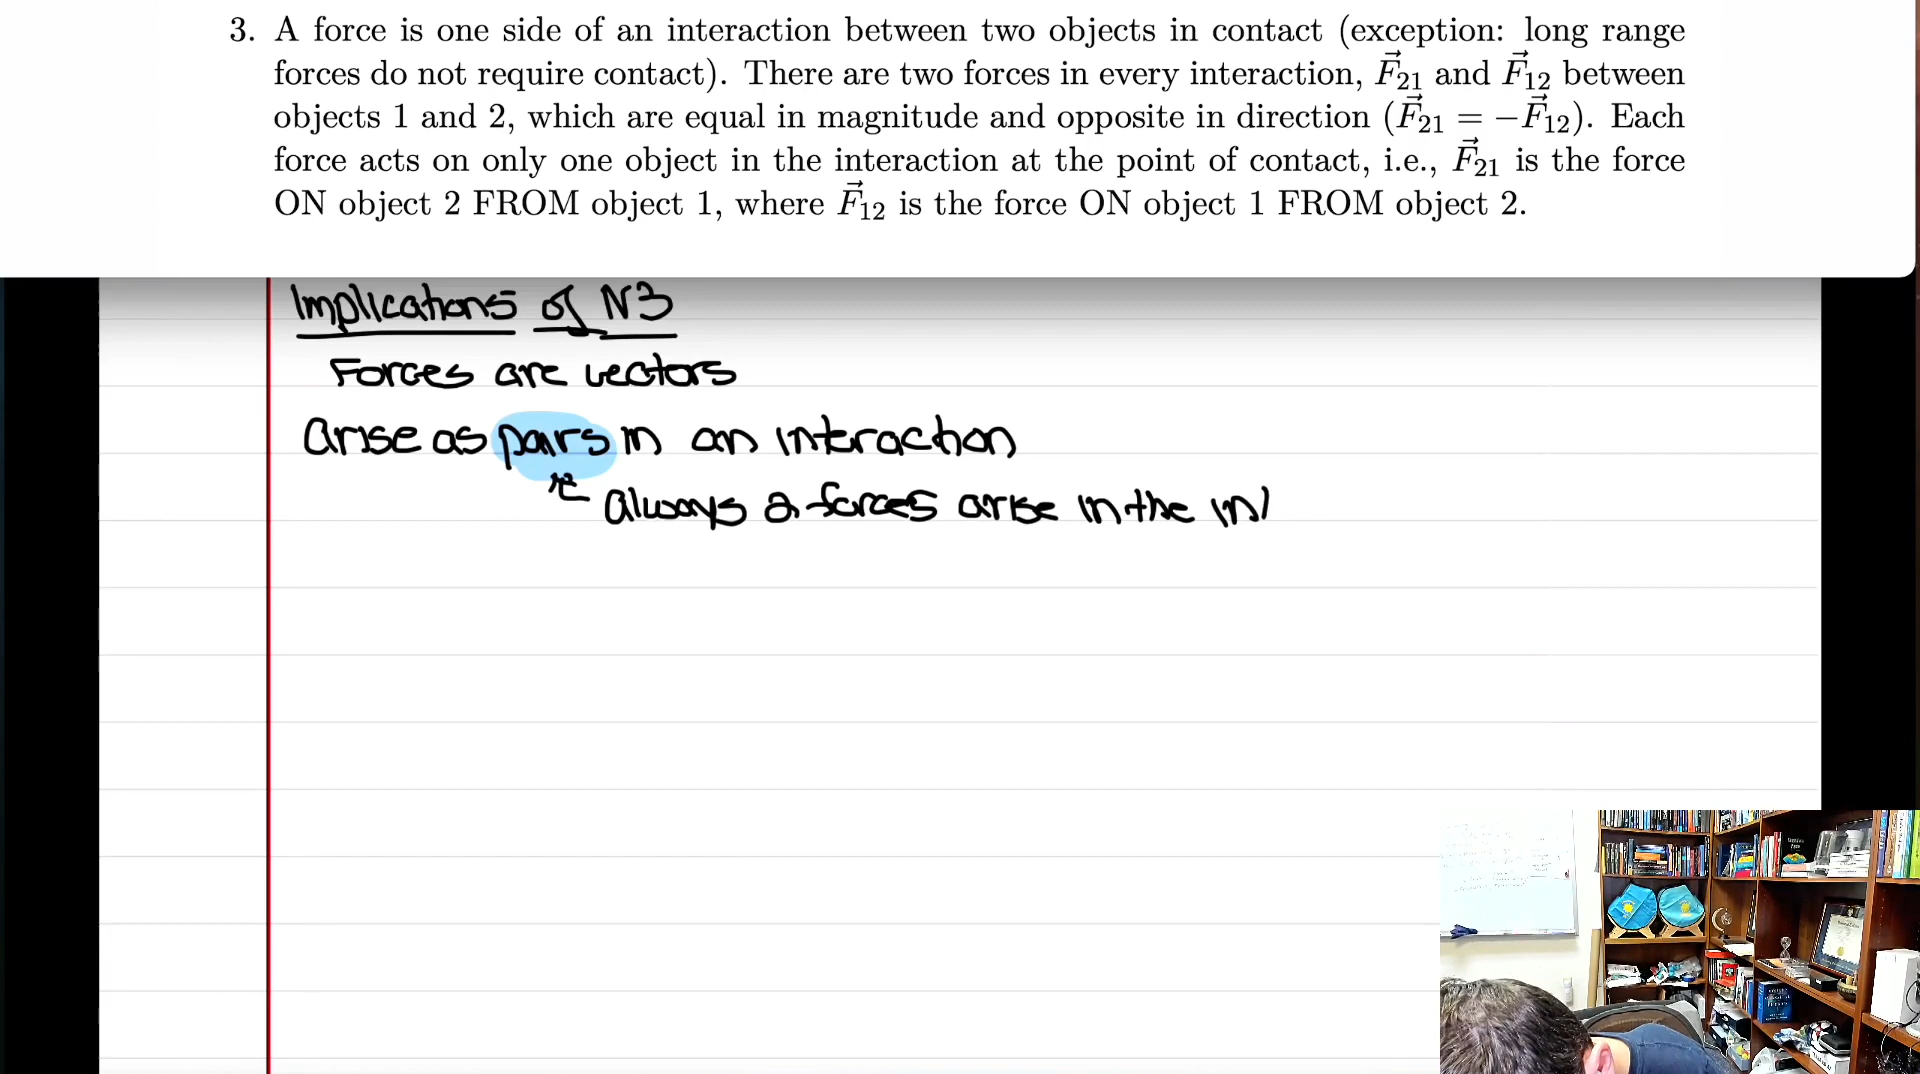 3. A force is one side of an interaction between two objects in contact (exception: long range
forces do not require contact). There are two forces in every interaction, F⃗21 and F⃗12 between
objects 1 and 2, which are equal in magnitude and opposite in direction (F⃗21 = −F⃗12). Each
force acts on only one object in the interaction at the point of contact, i.e., F⃗21 is the force
ON object 2 FROM object 1, where F⃗12 is the force ON object 1 FROM object 2.
Implications of N3
Forces are vectors
Arise as pairs in an interaction
always 2 forces arise in the in